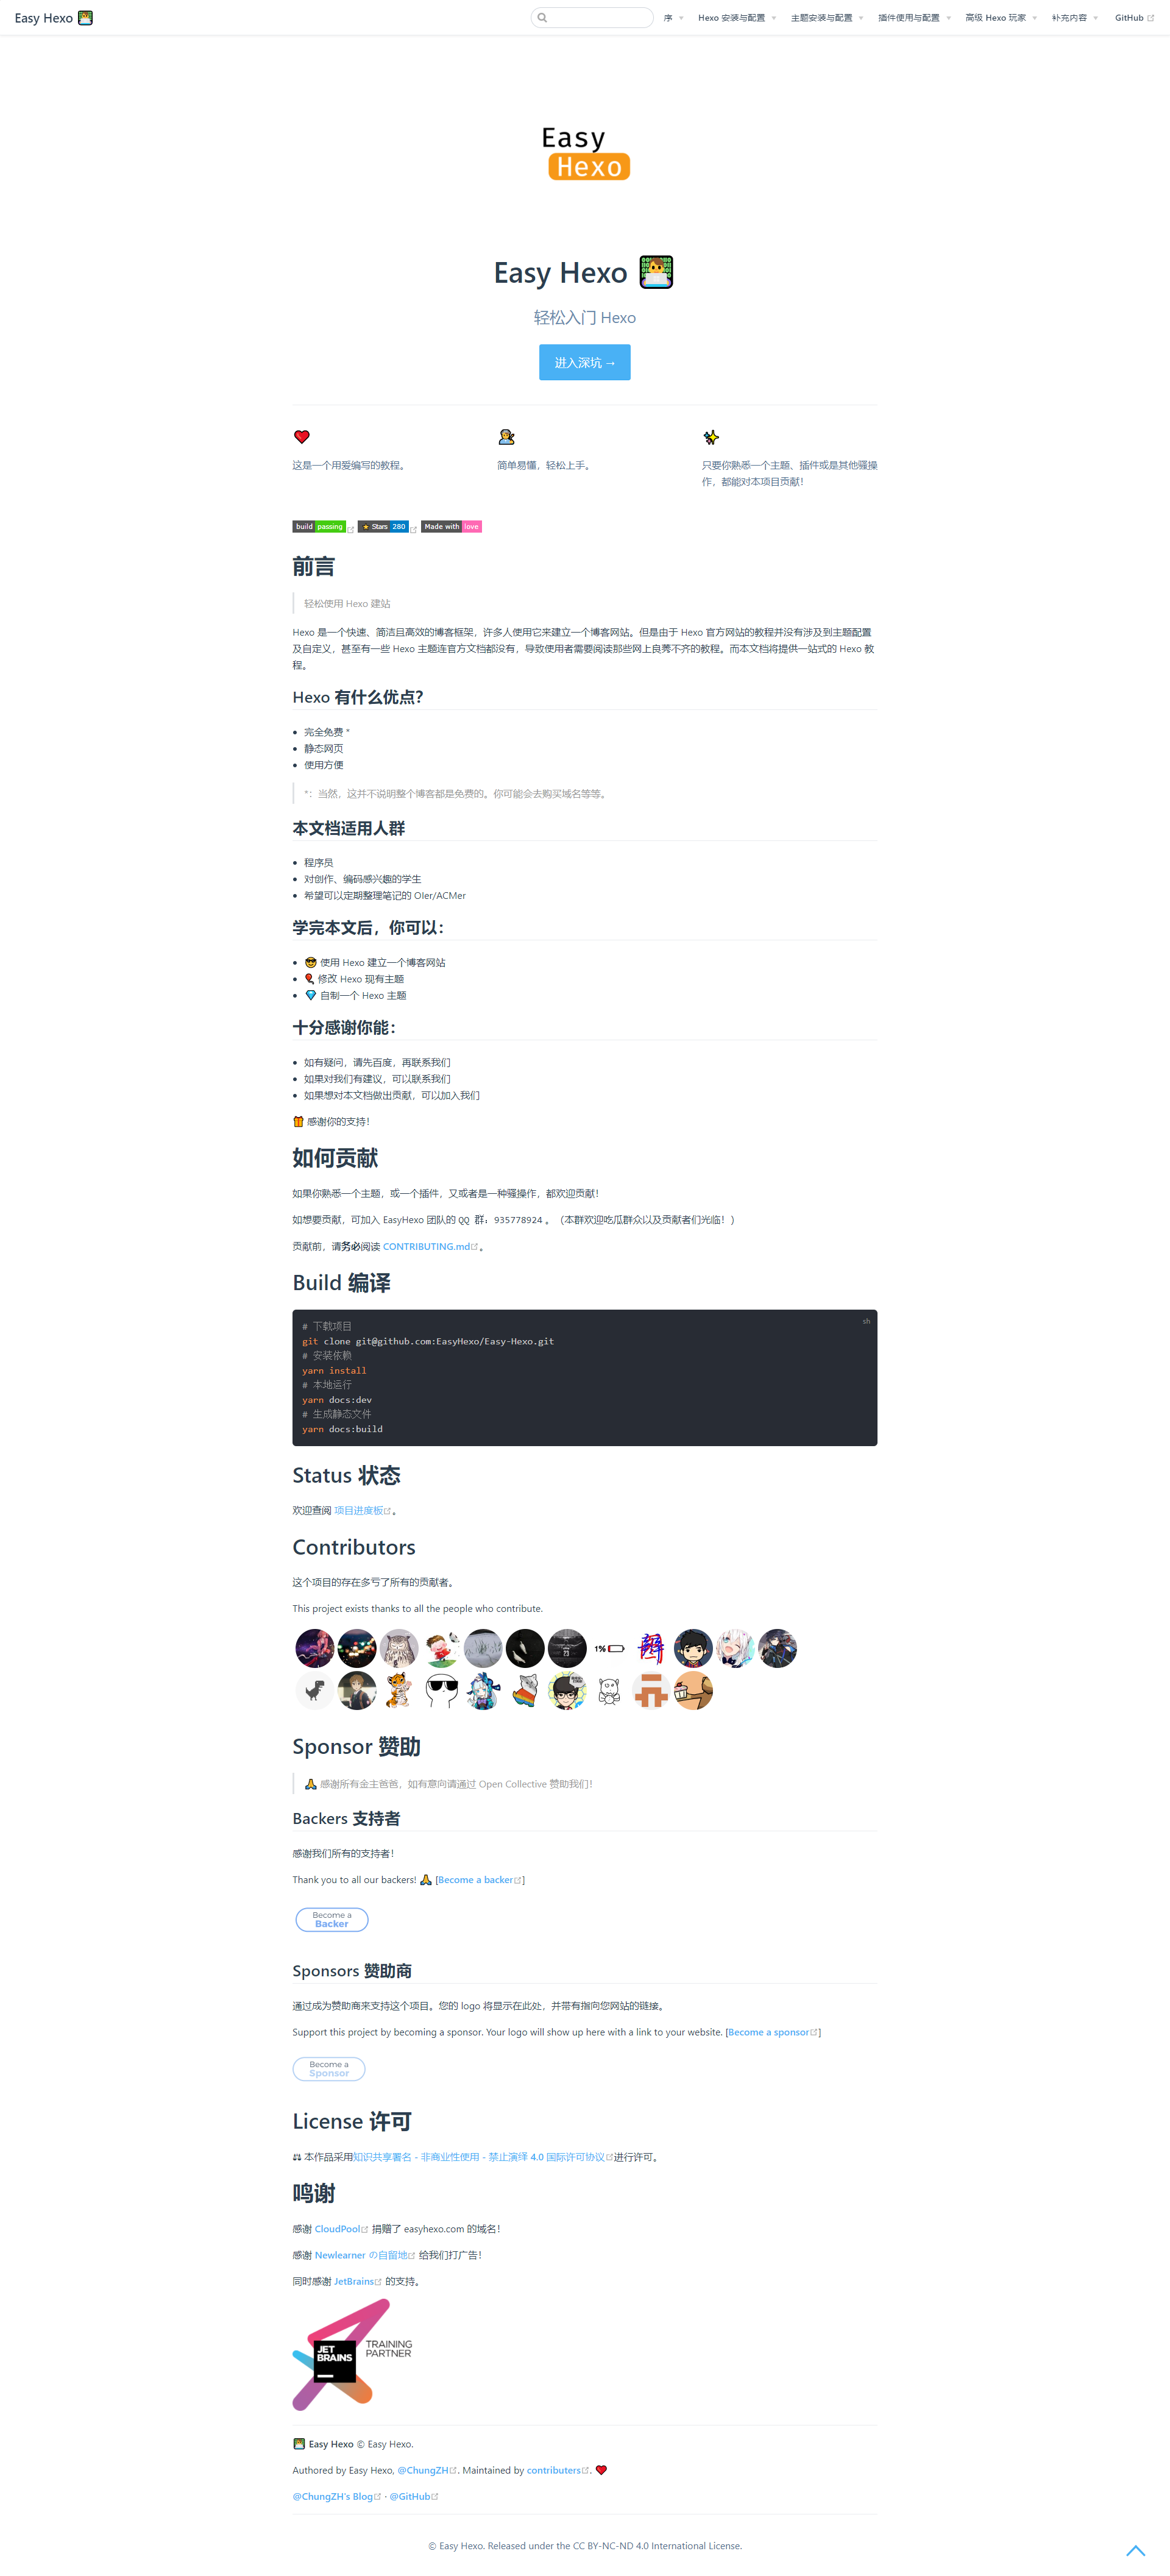 Easy Hexo
序 Hexo 安装与配置 主题安装与配置 插件使用与配置 高级 Hexo 玩家 补充内容 GitHub
Easy
Hexo
Easy Hexo
轻松入门 Hexo
进入深坑 →
这是一个用爱编写的教程。
简单易懂，轻松上手。
只要你熟悉一个主题、插件或是其他骚操
作，都能对本项目贡献！
build passing ★ Stars 280 Made with love
前言
轻松使用 Hexo 建站
Hexo 是一个快速、简洁且高效的博客框架，许多人使用它来建立一个博客网站。但是由于 Hexo 官方网站的教程并没有涉及到主题配置
及自定义，甚至有一些 Hexo 主题连官方文档都没有，导致使用者需要阅读那些网上良莠不齐的教程。而本文档将提供一站式的 Hexo 教
程。
Hexo 有什么优点？
• 完全免费 *
• 静态网页
• 使用方便
*：当然，这并不说明整个博客都是免费的。你可能会去购买域名等等。
本文档适用人群
• 程序员
• 对创作、编码感兴趣的学生
• 希望可以定期整理笔记的 OIer/ACMer
学完本文后，你可以：
• 😎 使用 Hexo 建立一个博客网站
• 🎈 修改 Hexo 现有主题
• 💎 自制一个 Hexo 主题
十分感谢你能：
• 如有疑问，请先百度，再联系我们
• 如果对我们有建议，可以联系我们
• 如果想对本文档做出贡献，可以加入我们
🎁 感谢你的支持！
如何贡献
如果你熟悉一个主题，或一个插件，又或者是一种骚操作，都欢迎贡献！
如想要贡献，可加入 EasyHexo 团队的 QQ 群：935778924 。（本群欢迎吃瓜群众以及贡献者们光临！）
贡献前，请务必阅读 CONTRIBUTING.md。
Build 编译
sh
# 下载项目
git clone git@github.com:EasyHexo/Easy-Hexo.git
# 安装依赖
yarn install
# 本地运行
yarn docs:dev
# 生成静态文件
yarn docs:build
Status 状态
欢迎查阅 项目进度板。
Contributors
这个项目的存在多亏了所有的贡献者。
This project exists thanks to all the people who contribute.
1%
Sponsor 赞助
🙏 感谢所有金主爸爸，如有意向请通过 Open Collective 赞助我们！
Backers 支持者
感谢我们所有的支持者！
Thank you to all our backers! 🙏 [Become a backer]
Become a
Backer
Sponsors 赞助商
通过成为赞助商来支持这个项目。您的 logo 将显示在此处，并带有指向您网站的链接。
Support this project by becoming a sponsor. Your logo will show up here with a link to your website. [Become a sponsor]
Become a
Sponsor
License 许可
⚖ 本作品采用知识共享署名 - 非商业性使用 - 禁止演绎 4.0 国际许可协议进行许可。
鸣谢
感谢 CloudPool 捐赠了 easyhexo.com 的域名！
感谢 Newlearner の自留地 给我们打广告！
同时感谢 JetBrains 的支持。
JET
BRAINS
TRAINING
PARTNER
Easy Hexo © Easy Hexo.
Authored by Easy Hexo, @ChungZH. Maintained by contributers. ❤
@ChungZH's Blog · @GitHub
© Easy Hexo. Released under the CC BY-NC-ND 4.0 International License.